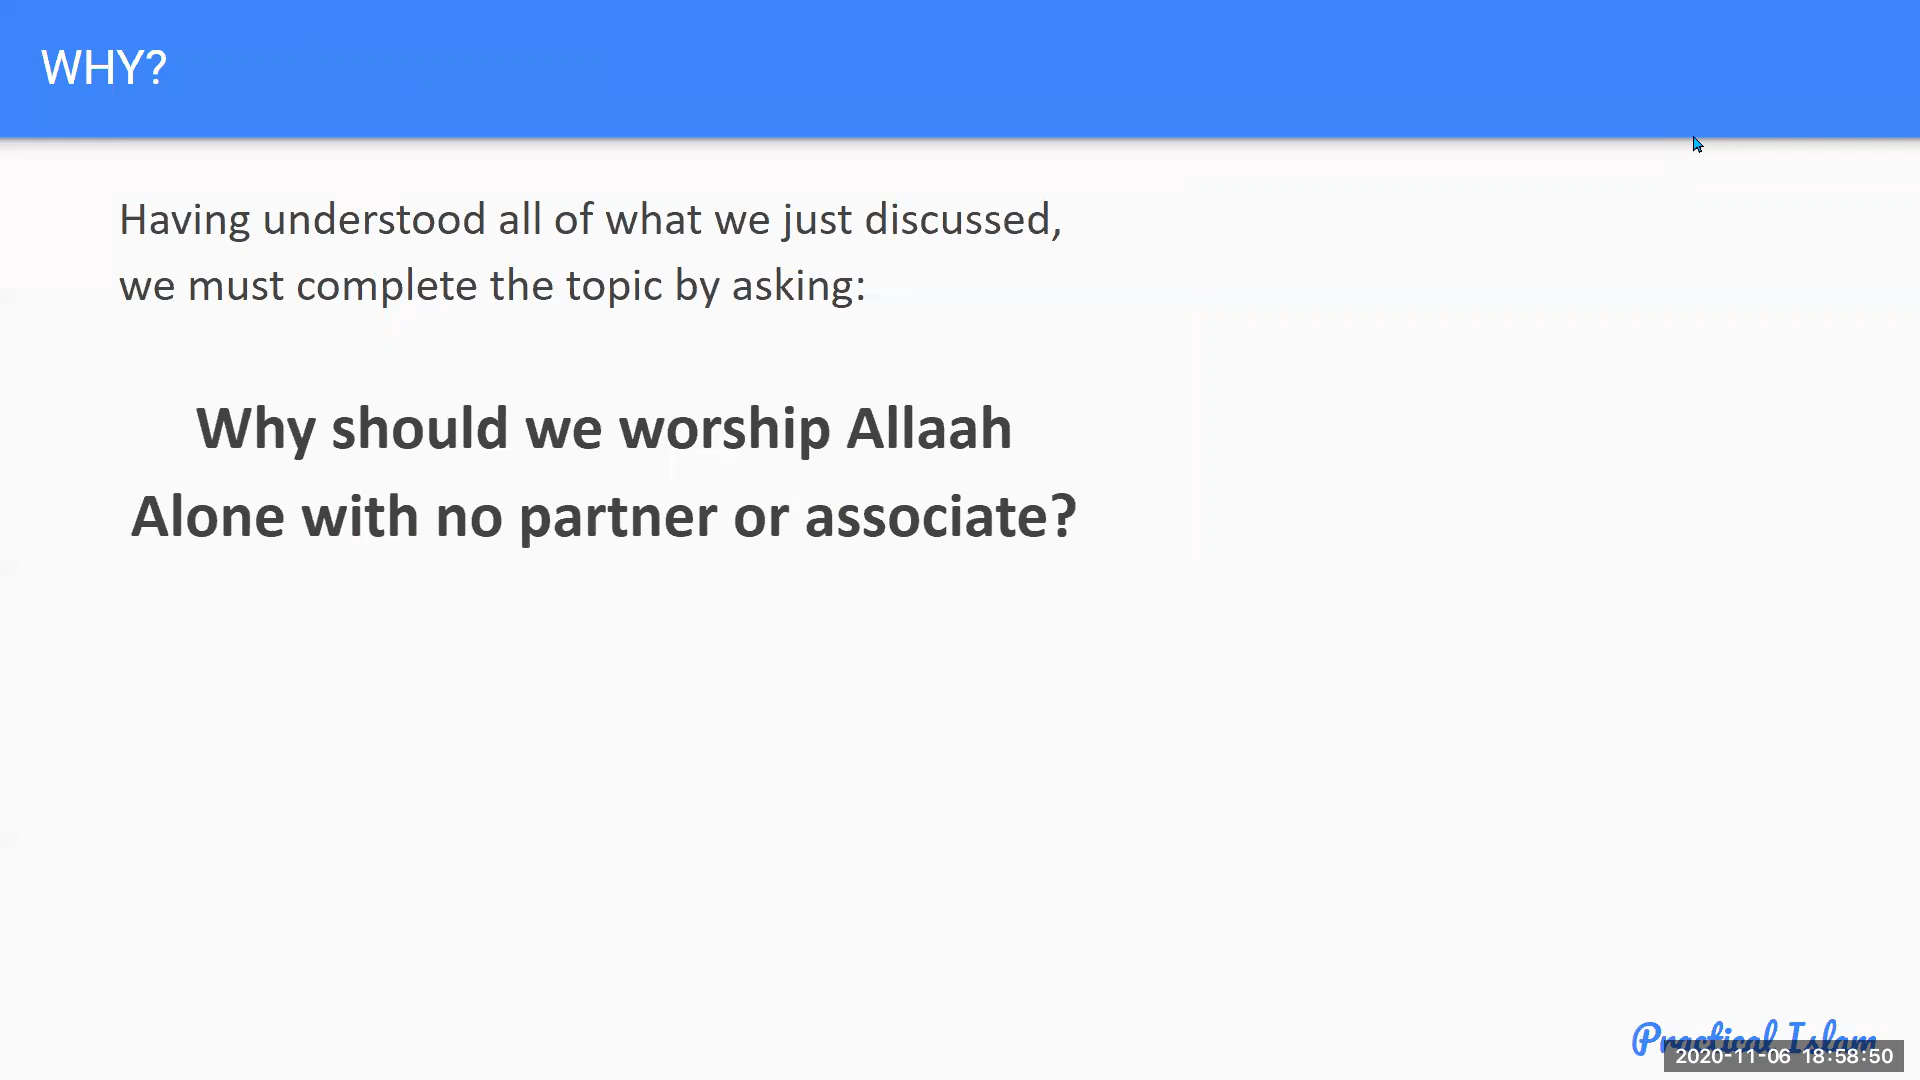 WHY?
Having understood all of what we just discussed,
we must complete the topic by asking:
Why should we worship Allaah
Alone with no partner or associate?
Practical Islam
2020-11-06 18:58:50